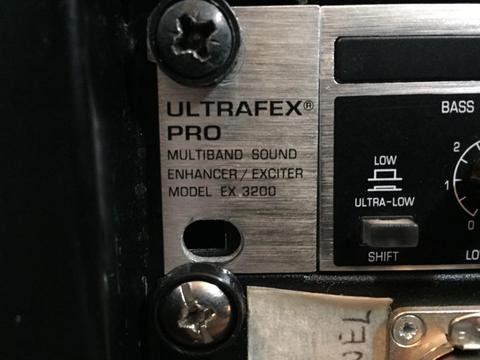 ULTRAFEX®
PRO
MULTIBAND SOUND
ENHANCER/EXCITER
MODEL EX 3200
BASS
LOW
ULTRA-LOW
SHIFT
2
1
0